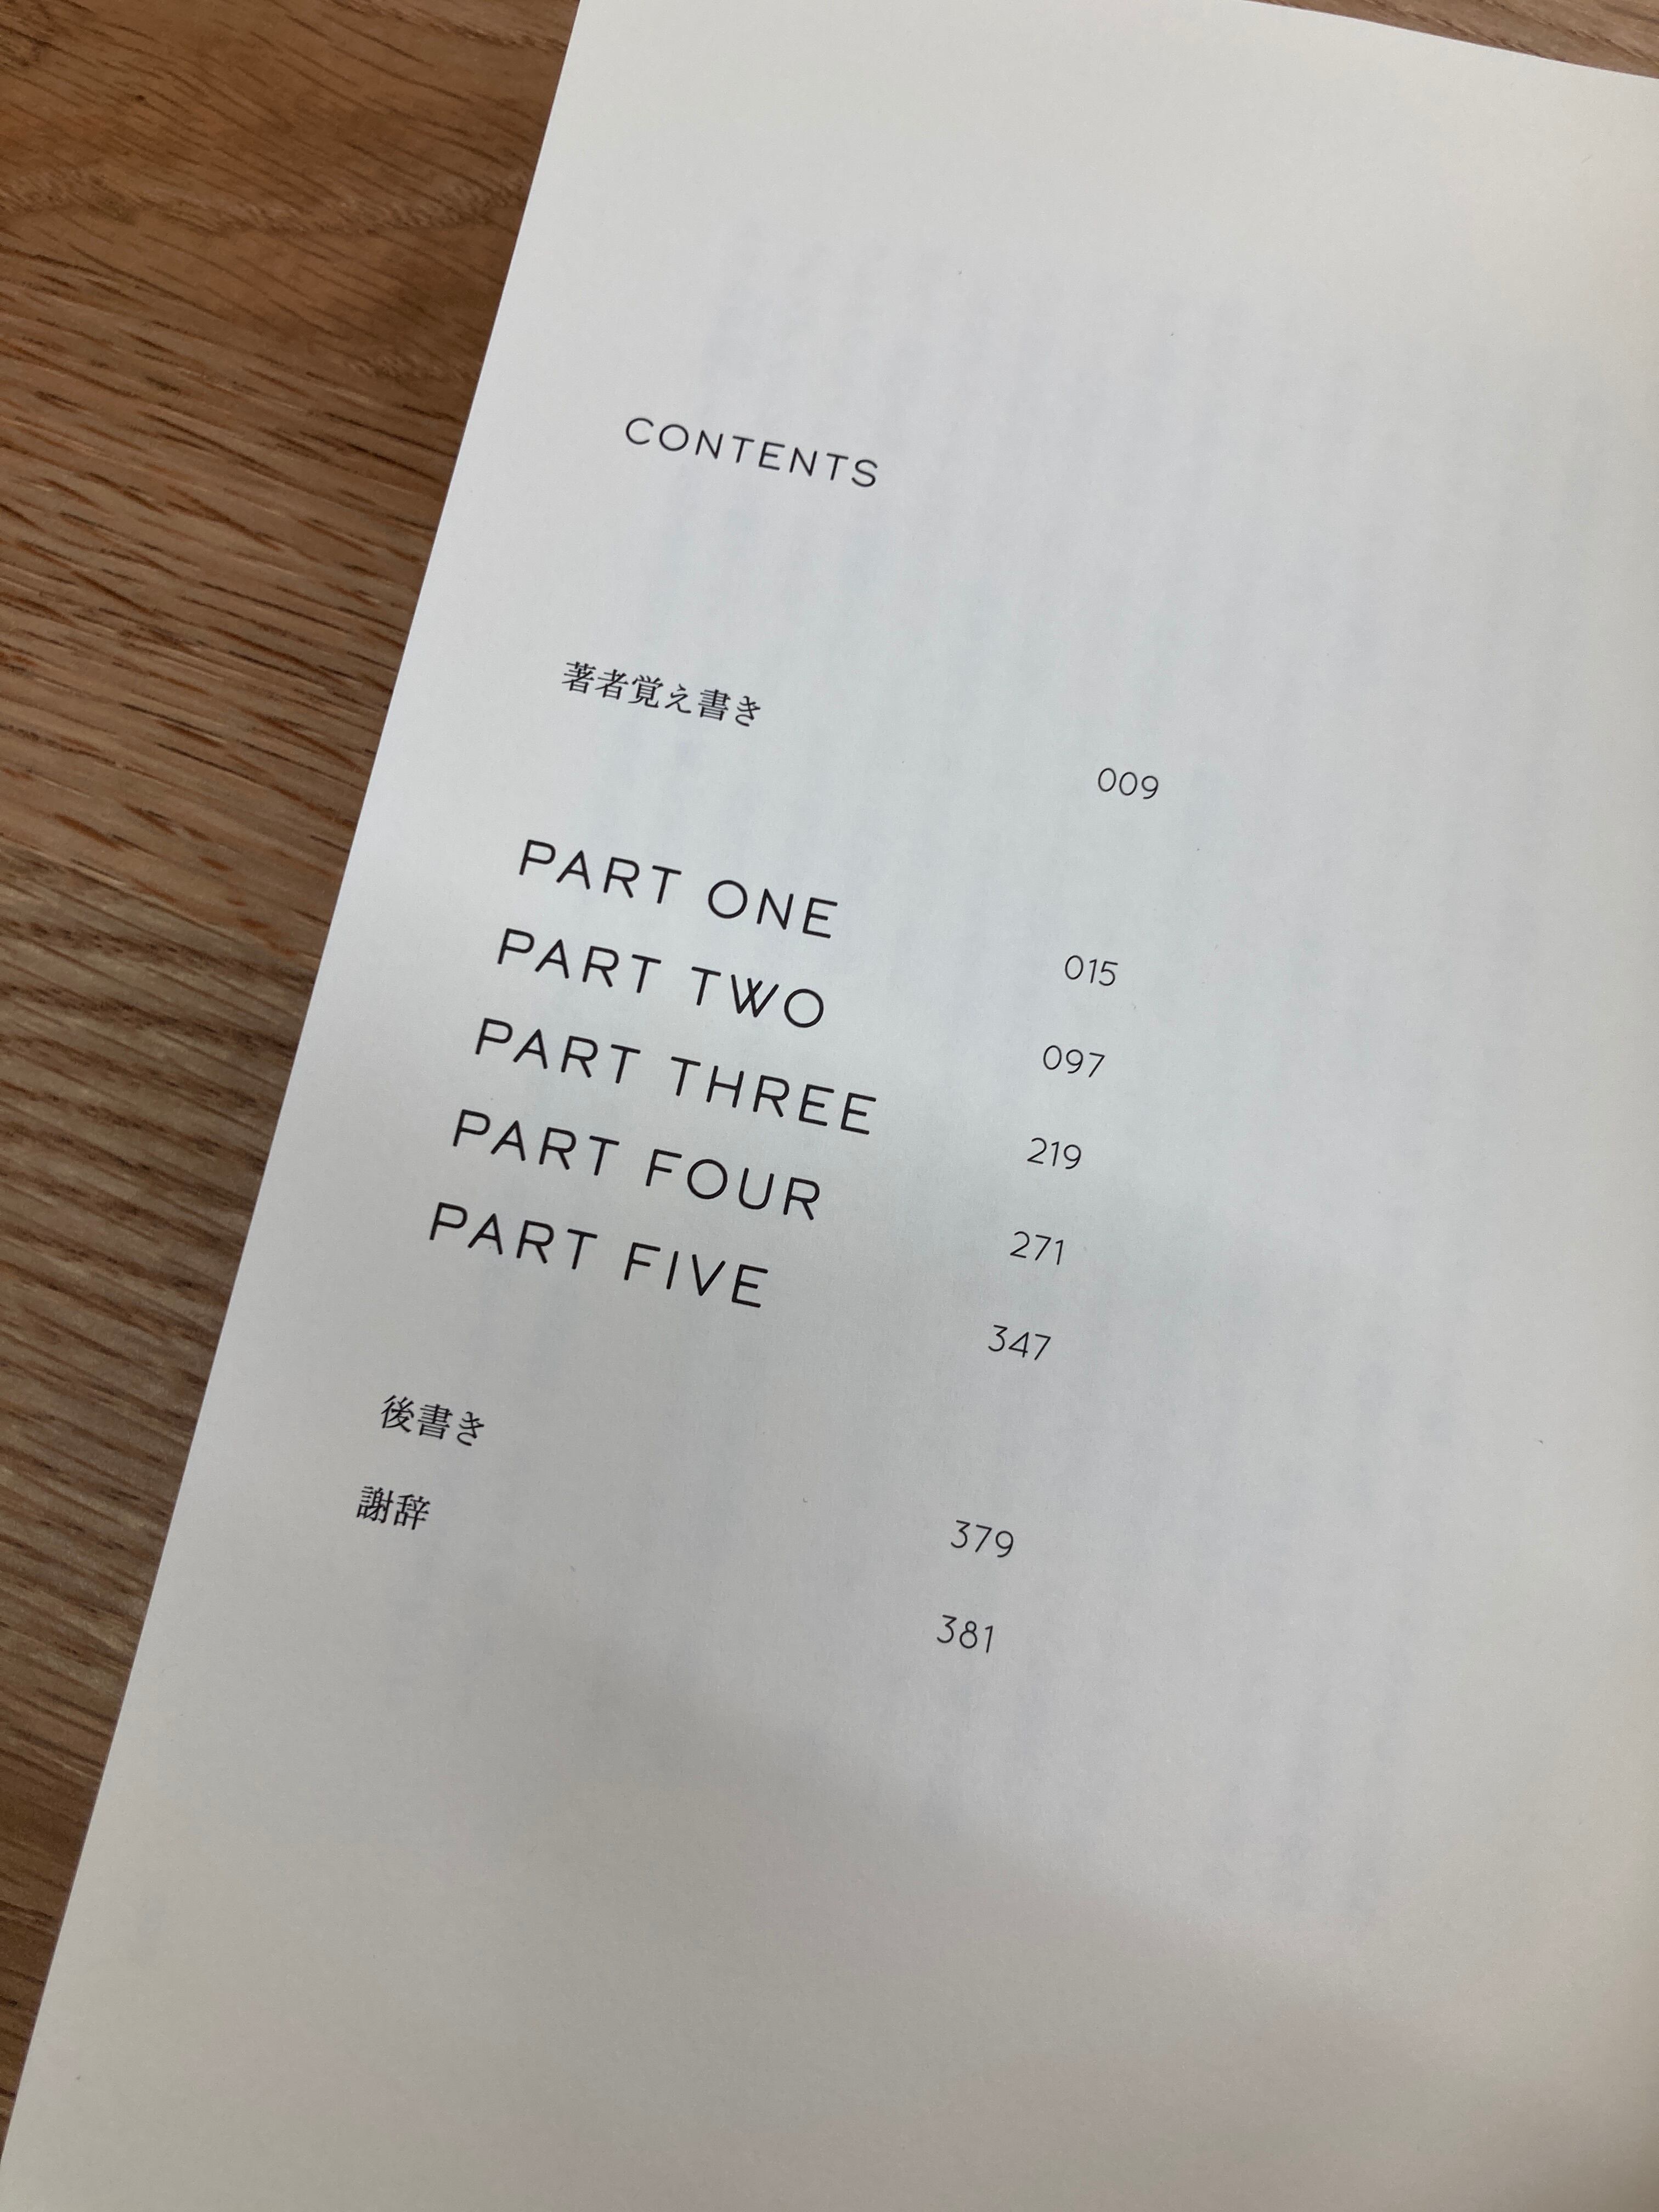 CONTENTS
著者覚え書き 009
PART ONE 015
PART TWO 097
PART THREE 219
PART FOUR 271
PART FIVE 347
後書き 379
謝辞 381